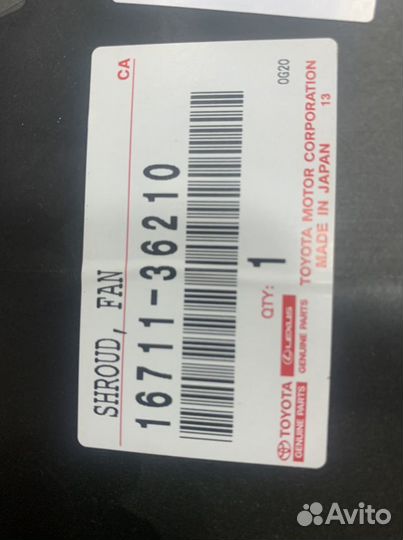 SHROUD, FAN CA
16711-36210
QTY: 1 0G20
TOYOTA LEXUS TOYOTA MOTOR CORPORATION
GENUINE PARTS GENUINE PARTS MADE IN JAPAN 13
Avito